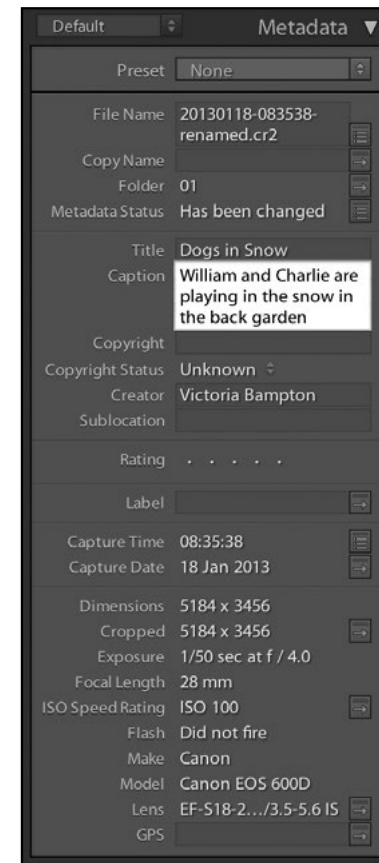 Default Metadata
Preset None
File Name 20130118-083538-
renamed.cr2
Copy Name
Folder 01
Metadata Status Has been changed
Title Dogs in Snow
Caption William and Charlie are
playing in the snow in
the back garden
Copyright
Copyright Status Unknown
Creator Victoria Bampton
Sublocation
Rating . . . . .
Label
Capture Time 08:35:38
Capture Date 18 Jan 2013
Dimensions 5184 x 3456
Cropped 5184 x 3456
Exposure 1/50 sec at f / 4.0
Focal Length 28 mm
ISO Speed Rating ISO 100
Flash Did not fire
Make Canon
Model Canon EOS 600D
Lens EF-S18-2.../3.5-5.6 IS
GPS